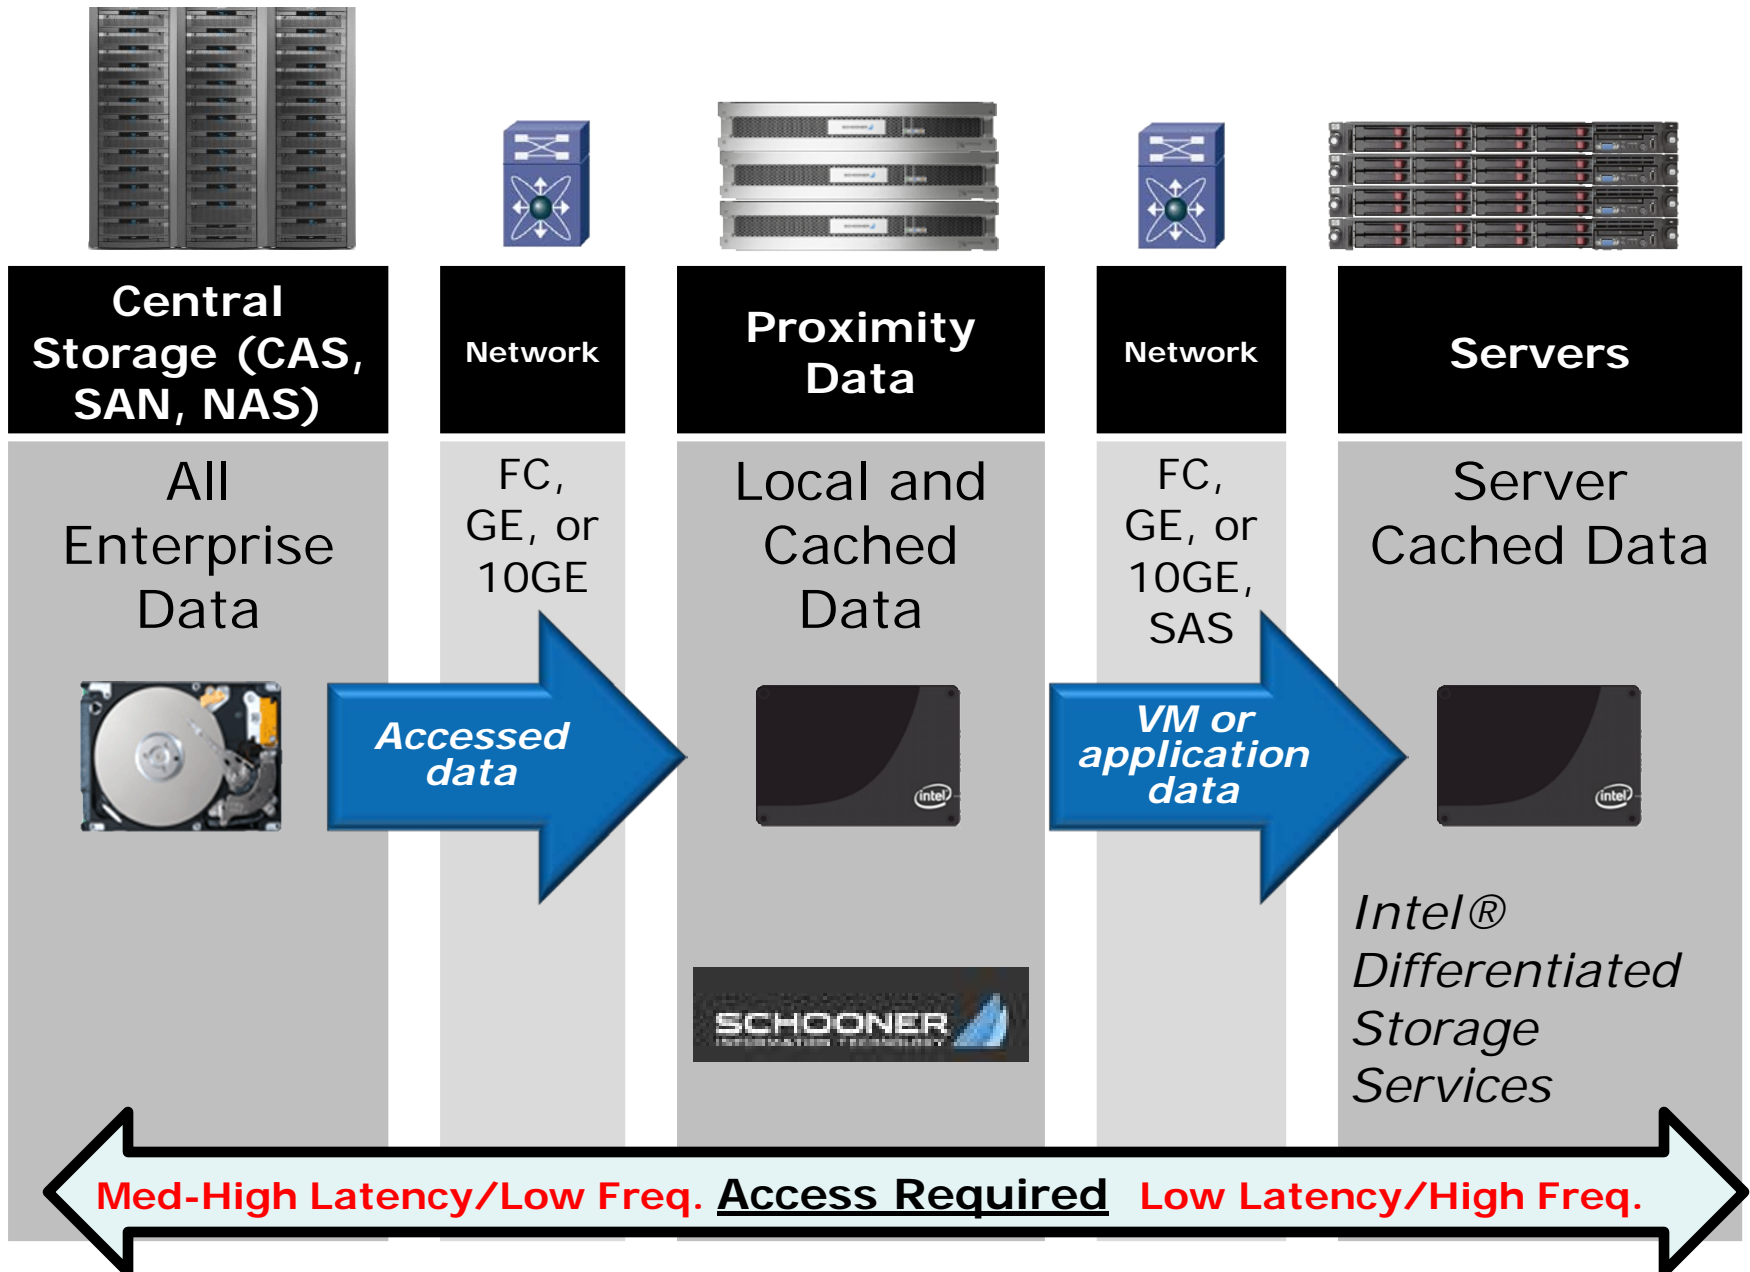 Central
Storage (CAS,
SAN, NAS)
Network
Proximity
Data
Network
Servers
All
Enterprise
Data
FC,
GE, or
10GE
Local and
Cached
Data
FC,
GE, or
10GE,
SAS
Server
Cached Data
Accessed
data
intel
VM or
application
data
intel
SCHOONER
INFORMATION TECHNOLOGY
Intel®
Differentiated
Storage
Services
Med-High Latency/Low Freq. Access Required Low Latency/High Freq.